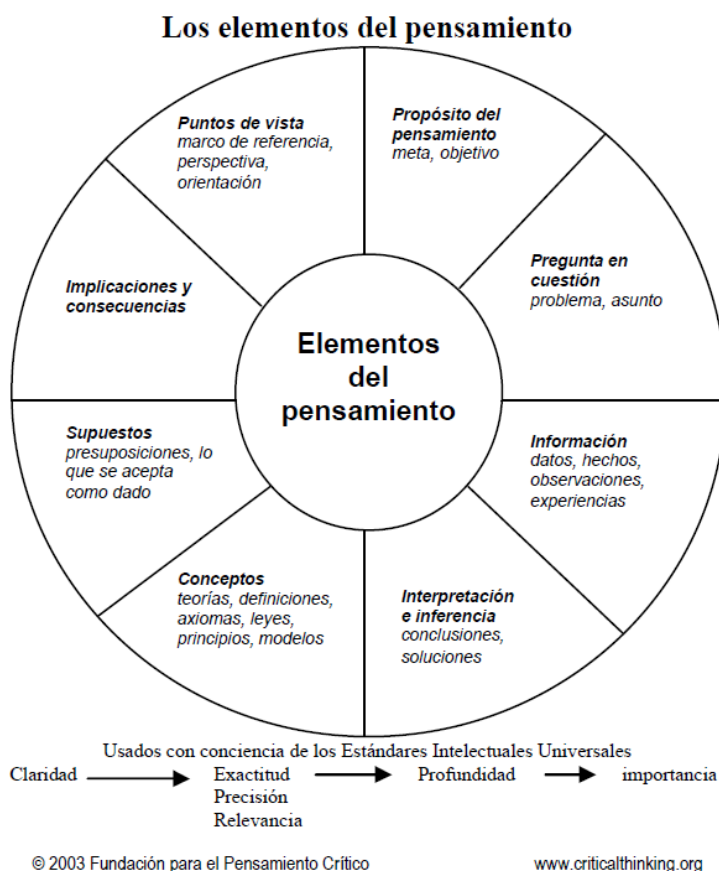 Los elementos del pensamiento
Puntos de vista
marco de referencia,
perspectiva,
orientación
Propósito del
pensamiento
meta, objetivo
Pregunta en
cuestión
problema, asunto
Información
datos, hechos,
observaciones,
experiencias
Interpretación
e inferencia
conclusiones,
soluciones
Conceptos
teorías, definiciones,
axiomas, leyes,
principios, modelos
Supuestos
presuposiciones, lo
que se acepta
como dado
Implicaciones y
consecuencias
Elementos
del
pensamiento
Usados con conciencia de los Estándares Intelectuales Universales
Claridad Exactitud Profundidad importancia
Precisión
Relevancia
© 2003 Fundación para el Pensamiento Crítico www.criticalthinking.org